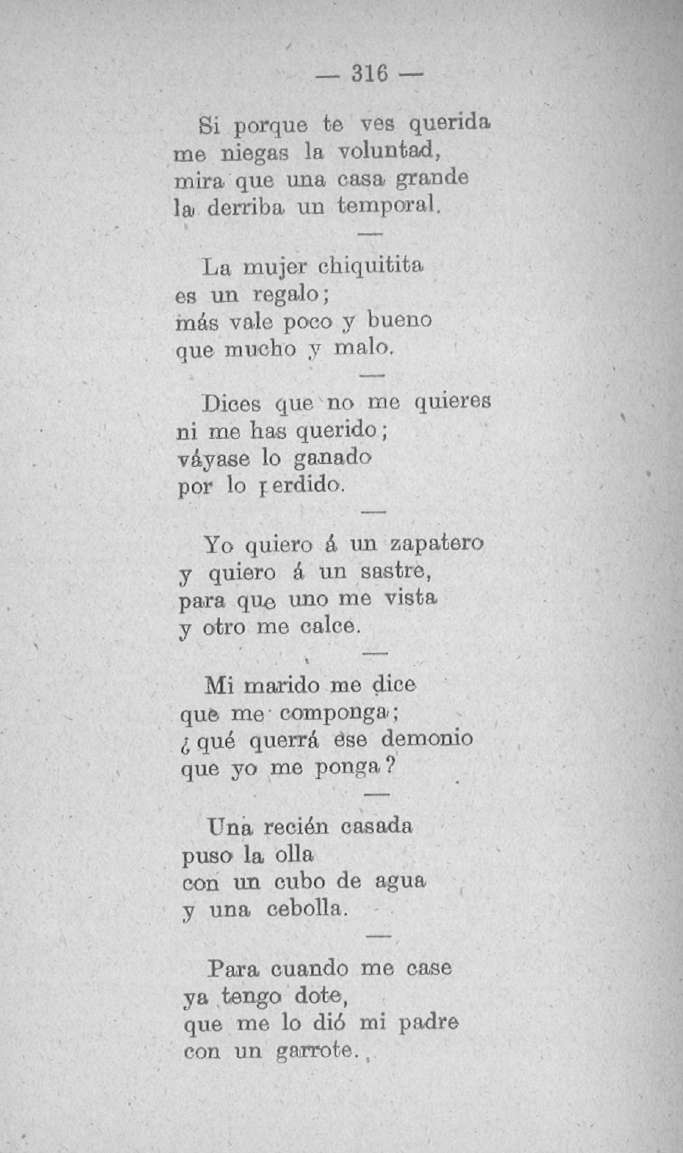 — 316 —
Si porque te ves querida
me niegas la voluntad,
mira que una casa grande
la derriba un temporal.
—
La mujer chiquitita
es un regalo;
más vale poco y bueno
que mucho y malo.
—
Dices que no me quieres
ni me has querido;
váyase lo ganado
por lo perdido.
—
Yo quiero á un zapatero
y quiero á un sastre,
para que uno me vista
y otro me calce.
—
Mi marido me dice
que me componga;
¿qué querrá ese demonio
que yo me ponga?
—
Una recién casada
puso la olla
con un cubo de agua
y una cebolla.
—
Para cuando me case
ya tengo dote,
que me lo dió mi padre
con un garrote.